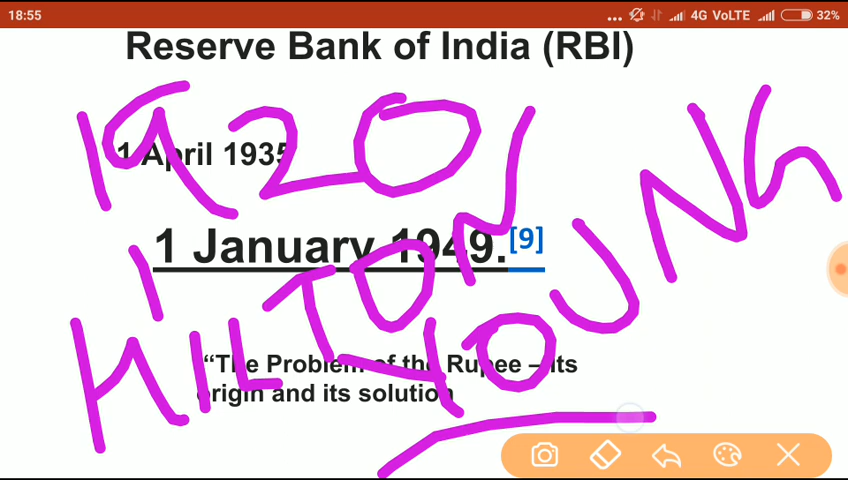 18:55 ... 4G VoLTE 32%
Reserve Bank of India (RBI)
1920
1 April 1935
1 January 1949.[9]
HILTON
YOUNG
“The Problem of the Rupee – its
origin and its solution